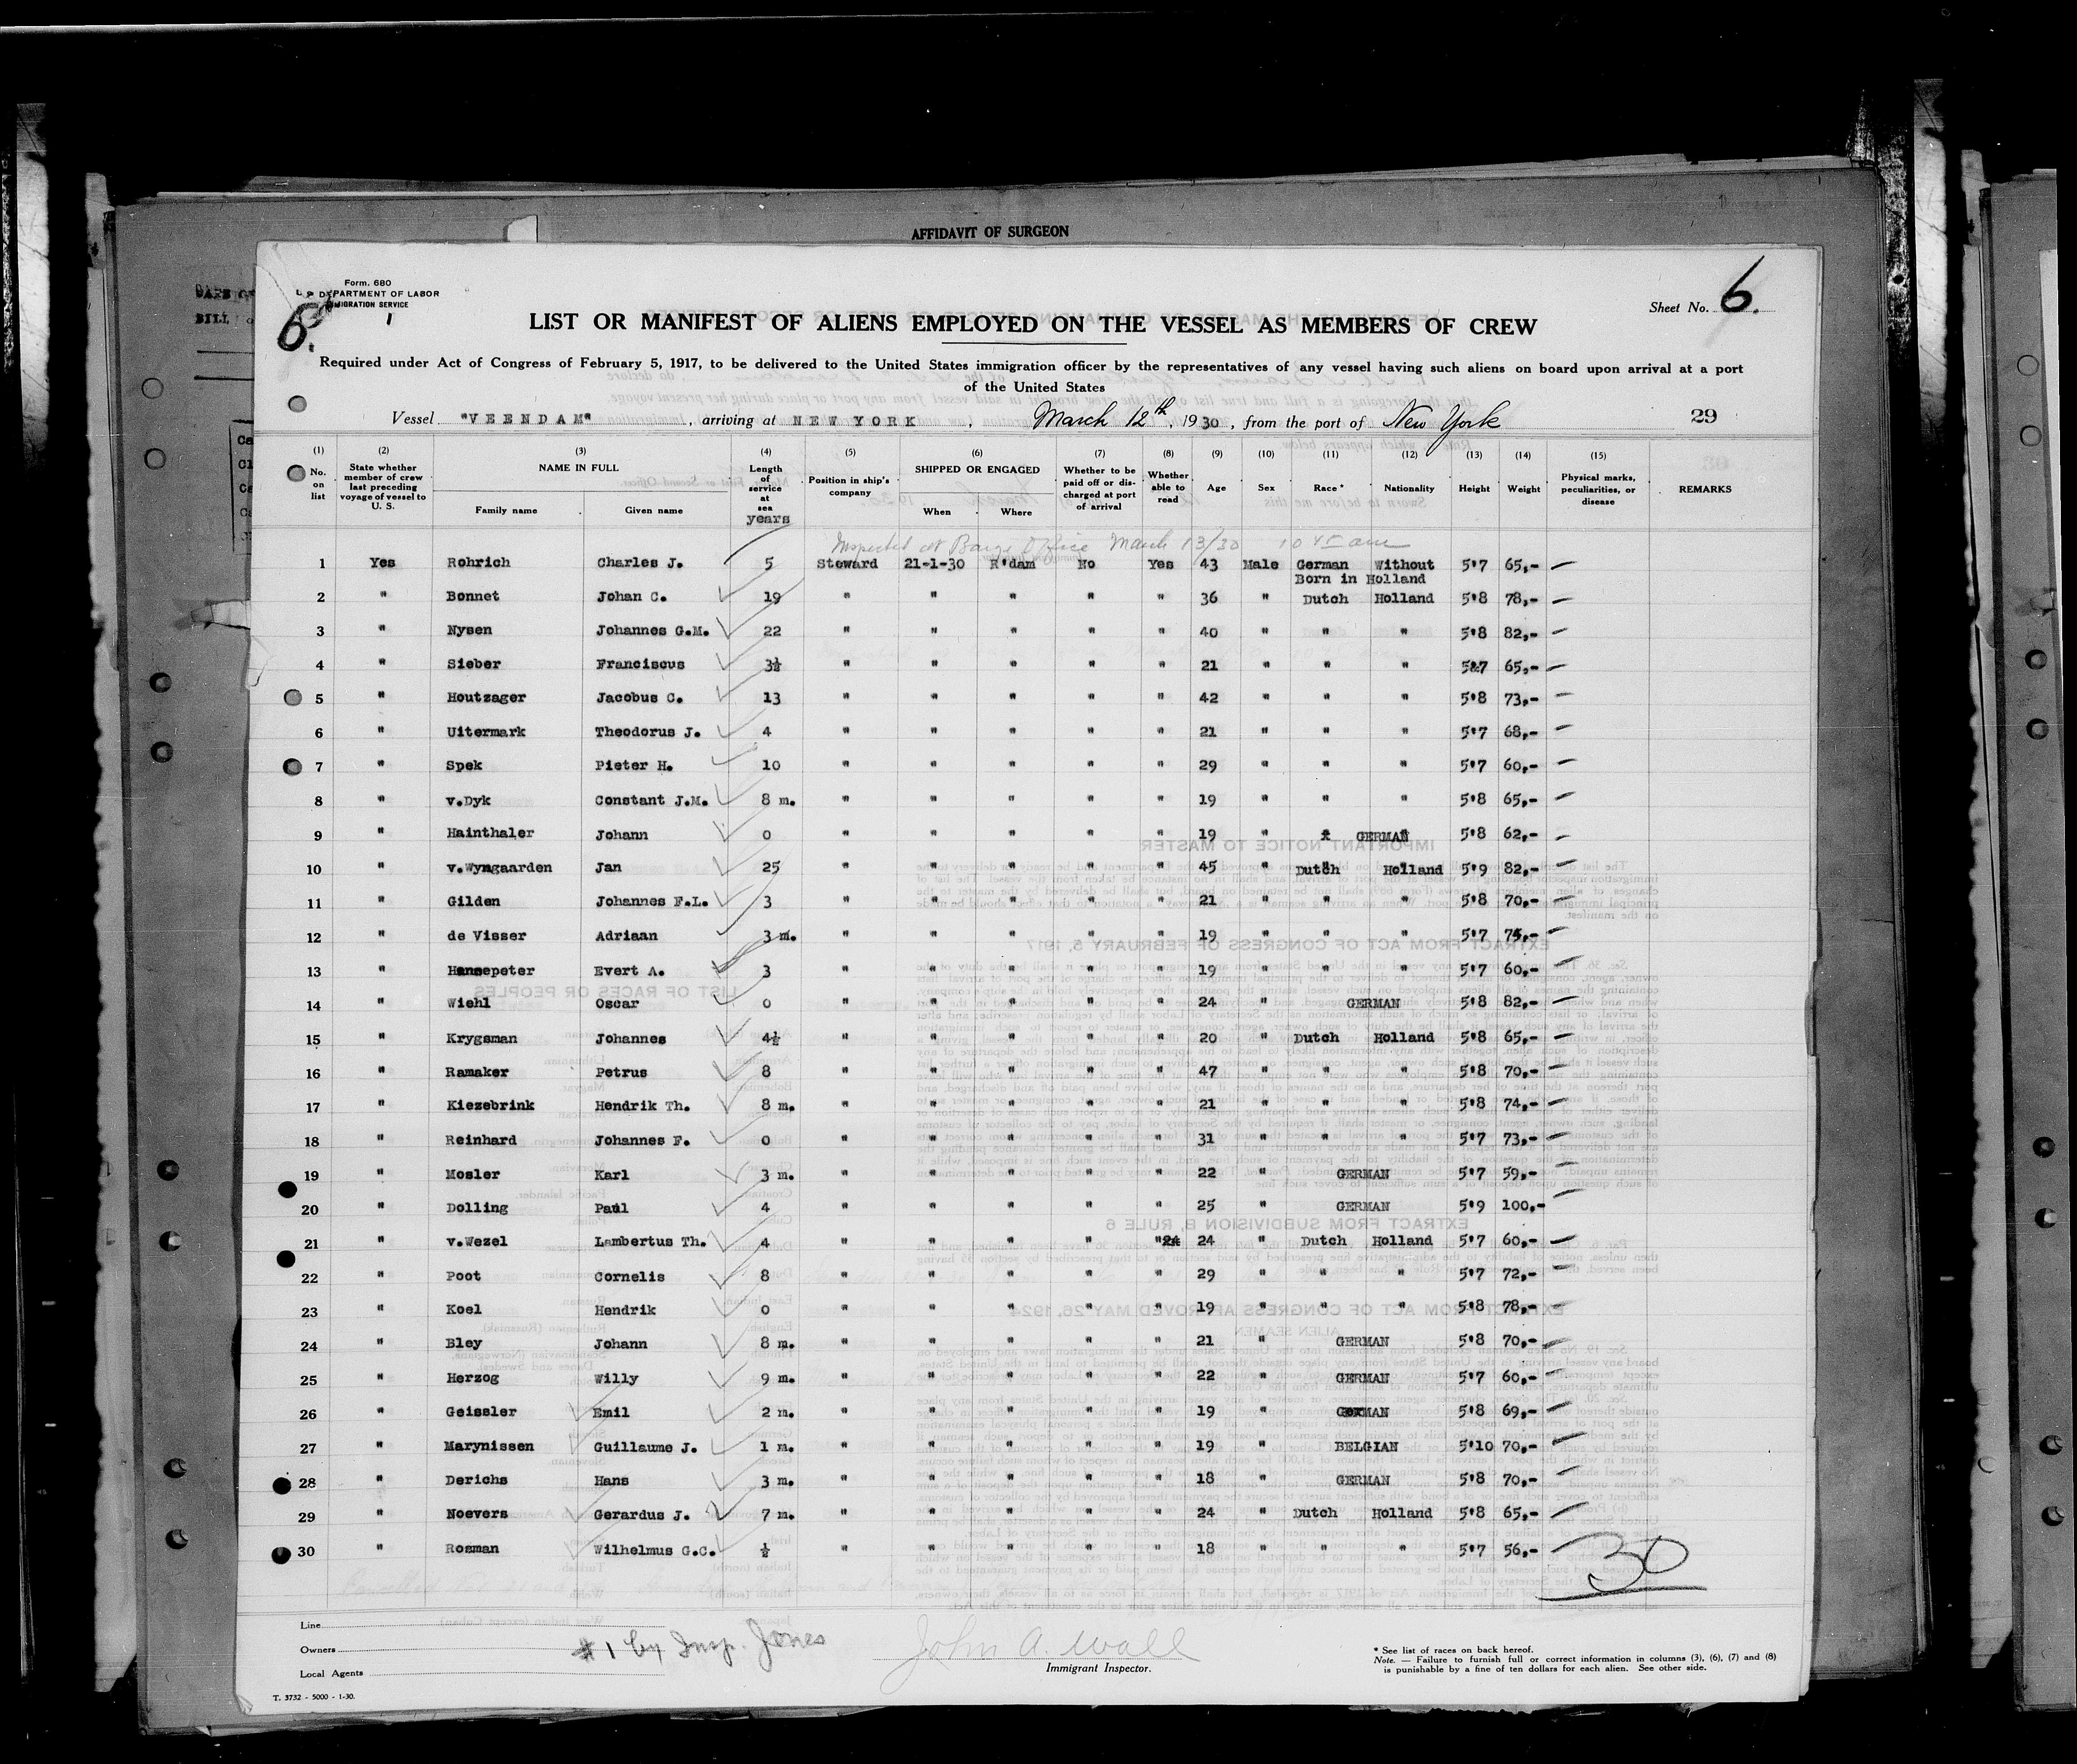 AFFIDAVIT OF SURGEON
Form. 680
DEPARTMENT OF LABOR
IMMIGRATION SERVICE
6.
Sheet No. 6.
LIST OR MANIFEST OF ALIENS EMPLOYED ON THE VESSEL AS MEMBERS OF CREW
Required under Act of Congress of February 5, 1917, to be delivered to the United States immigration officer by the representatives of any vessel having such aliens on board upon arrival at a port
of the United States
Vessel "VEENDAM", arriving at NEW YORK, March 12th, 1930, from the port of New York 29
(1) (2) (3) (4) (5) (6) (7) (8) (9) (10) (11) (12) (13) (14) (15)
No. on list State whether member of crew last preceding voyage of vessel to U. S. NAME IN FULL Family name Given name Length of service at sea years Position in ship's company SHIPPED OR ENGAGED When Where Whether to be paid off or discharged at port of arrival Whether able to read Age Sex Race * Nationality Height Weight Physical marks, peculiarities, or disease REMARKS
Inspected at Barge Office March 13/30 10 45 am
1 Yes Rohrich Charles J. 5 Steward 21-1-30 R'dam No Yes 43 Male German Without 5'7 65,-
Born in Holland
2 " Bonnet Johan C. 19 " " " " " 36 " Dutch Holland 5'8 78,-
3 " Nysen Johannes G.M. 22 " " " " " 40 " " " 5'8 82,-
4 " Sieber Franciscus 3½ " " " " " 21 " " " 5'7 65,-
5 " Houtzager Jacobus C. 13 " " " " " 42 " " " 5'8 73,-
6 " Uitermark Theodorus J. 4 " " " " " 21 " " " 5'7 68,-
7 " Spek Pieter H. 10 " " " " " 29 " " " 5'7 60,-
8 " v.Dyk Constant J.M. 8 m. " " " " " 19 " " " 5'8 65,-
9 " Hainthaler Johann 0 " " " " " 19 " GERMAN 5'8 62,-
10 " v.Wyngaarden Jan 25 " " " " " 45 " Dutch Holland 5'9 82,-
11 " Gilden Johannes F.L. 3 " " " " " 21 " " " 5'8 70,-
12 " de Visser Adriaan 3 m. " " " " " 19 " " " 5'7 75,-
13 " Hansepeter Evert A. 3 " " " " " 19 " " " 5'7 60,-
14 " Wiehl Oscar 0 " " " " " 24 " GERMAN 5'8 82,-
15 " Krygsman Johannes 4½ " " " " " 20 " Dutch Holland 5'8 65,-
16 " Ramaker Petrus 8 " " " " " 47 " " " 5'8 70,-
17 " Kiezebrink Hendrik Th. 8 m. " " " " " 21 " " " 5'8 74,-
18 " Reinhard Johannes F. 0 " " " " " 31 " " " 5'7 73,-
19 " Mosler Karl 3 m. " " " " " 22 " GERMAN 5'7 59,-
20 " Dolling Paul 4 " " " " " 25 " GERMAN 5'9 100,-
21 " v.Wezel Lambertus Th. 4 " " " " " 24 24 " Dutch Holland 5'7 60,-
22 " Poot Cornelis 8 " " " " " 29 " " " 5'7 72,-
23 " Koel Hendrik 0 " " " " " 19 " " " 5'8 78,-
24 " Bley Johann 8 m. " " " " " 21 " GERMAN 5'8 70,-
25 " Herzog Willy 9 m. " " " " " 22 " GERMAN 5'7 60,-
26 " Geissler Emil 2 m. " " " " " 19 " GERMAN 5'8 69,-
27 " Marynissen Guillaume J. 1 m. " " " " " 19 " BELGIAN 5'10 70,-
28 " Derichs Hans 3 m. " " " " " 18 " GERMAN 5'8 70,-
29 " Noevers Gerardus J. 7 m. " " " " " 24 " Dutch Holland 5'8 65,-
30 " Rosman Wilhelmus G.C. ½ " " " " " 18 " " " 5'7 56,-
30
Line
Owners
Local Agents
# 1 by Insp. Jones
John A. Wall
Immigrant Inspector.
* See list of races on back hereof.
Note. — Failure to furnish full or correct information in columns (3), (6), (7) and (8)
is punishable by a fine of ten dollars for each alien. See other side.
T. 3732 - 5000 - 1-30.